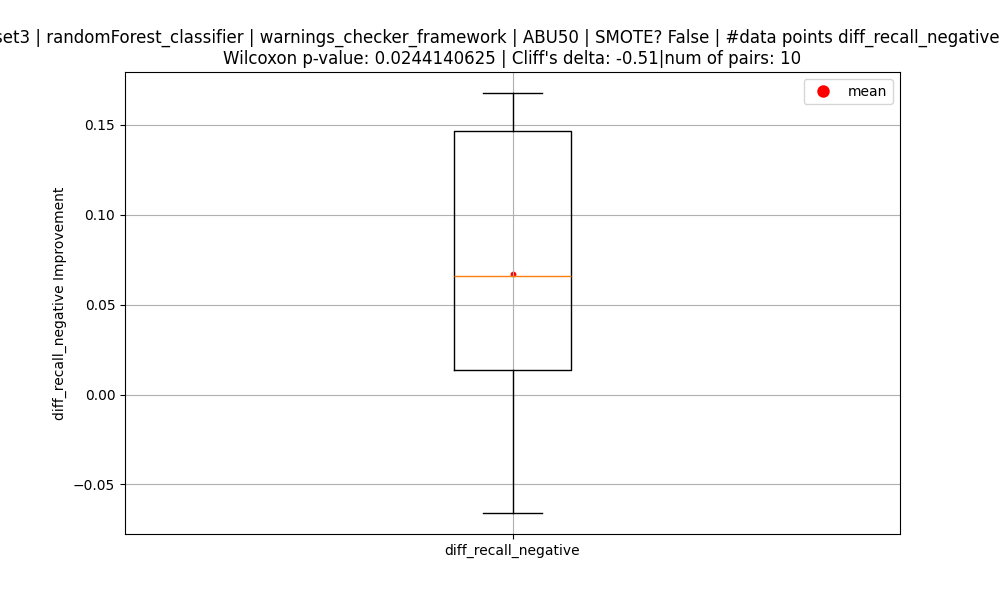 set3 | randomForest_classifier | warnings_checker_framework | ABU50 | SMOTE? False | #data points diff_recall_negative
Wilcoxon p-value: 0.0244140625 | Cliff's delta: -0.51|num of pairs: 10
mean
0.15
0.10
0.05
0.00
−0.05
diff_recall_negative Improvement
diff_recall_negative